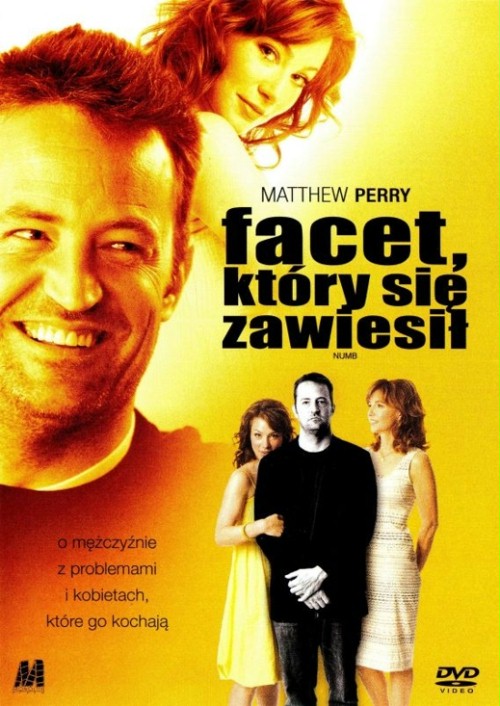 MATTHEW PERRY
facet,
który się
zawiesił
NUMB
o mężczyźnie
z problemami
i kobietach,
które go kochają
DVD
VIDEO